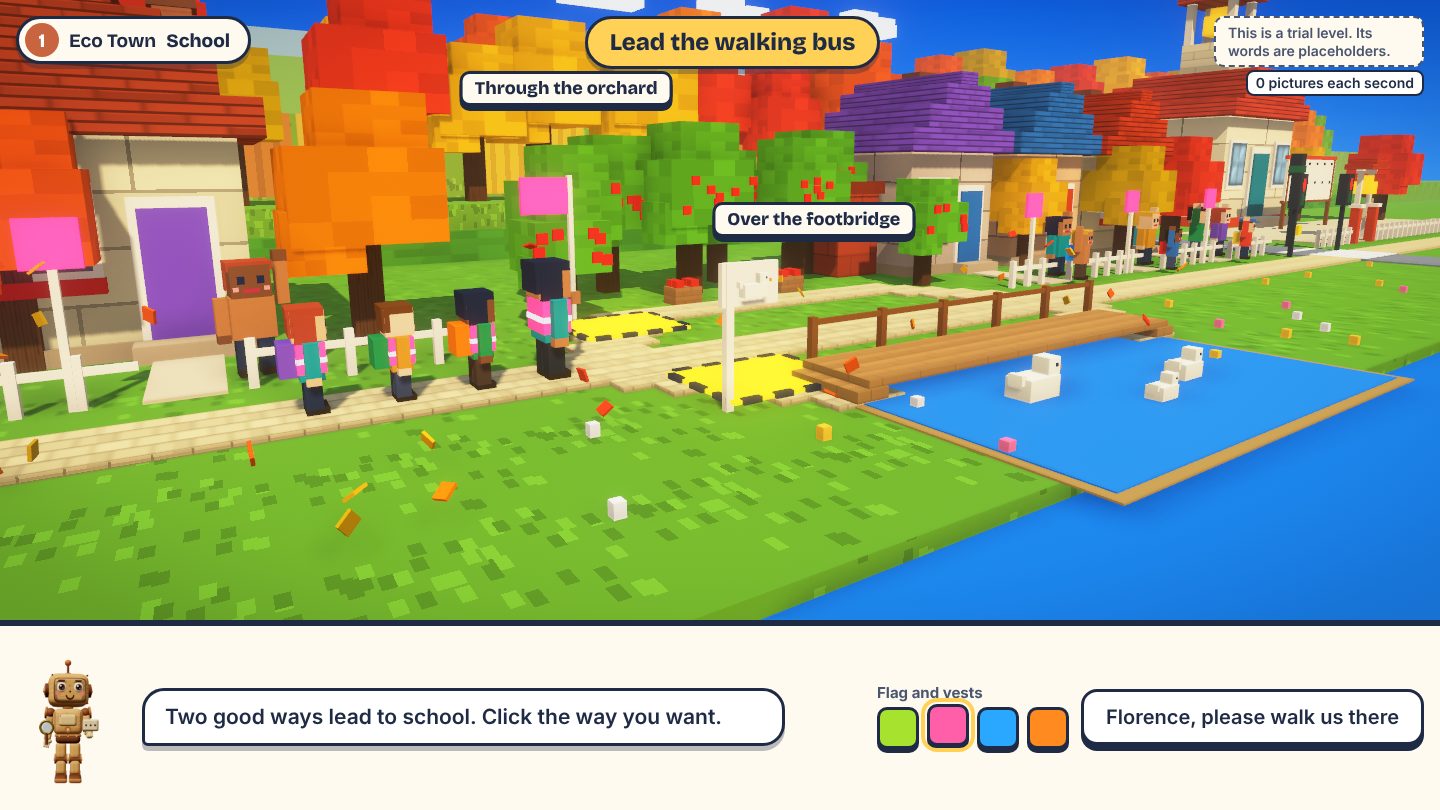 1 Eco Town School
Lead the walking bus
This is a trial level. Its
words are placeholders.
0 pictures each second
Through the orchard
Over the footbridge
Two good ways lead to school. Click the way you want.
Flag and vests
Florence, please walk us there